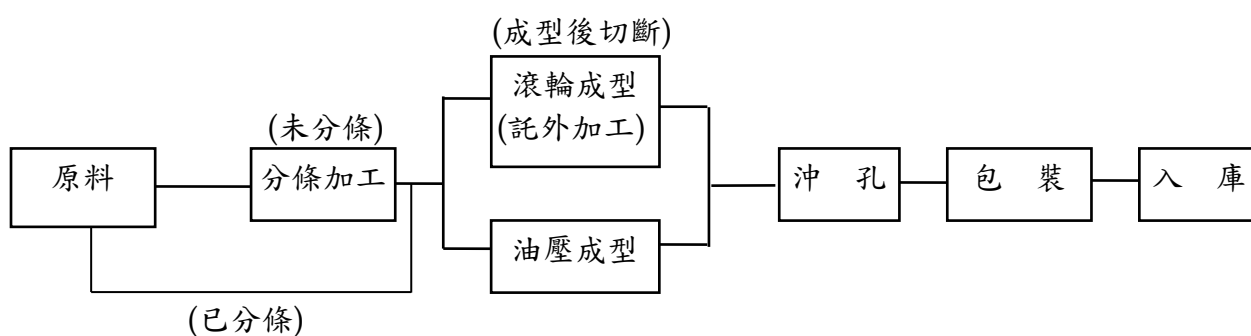 (成型後切斷)
滾輪成型
(託外加工)
(未分條)
原料
分條加工
沖 孔
包 裝
入 庫
油壓成型
(已分條)